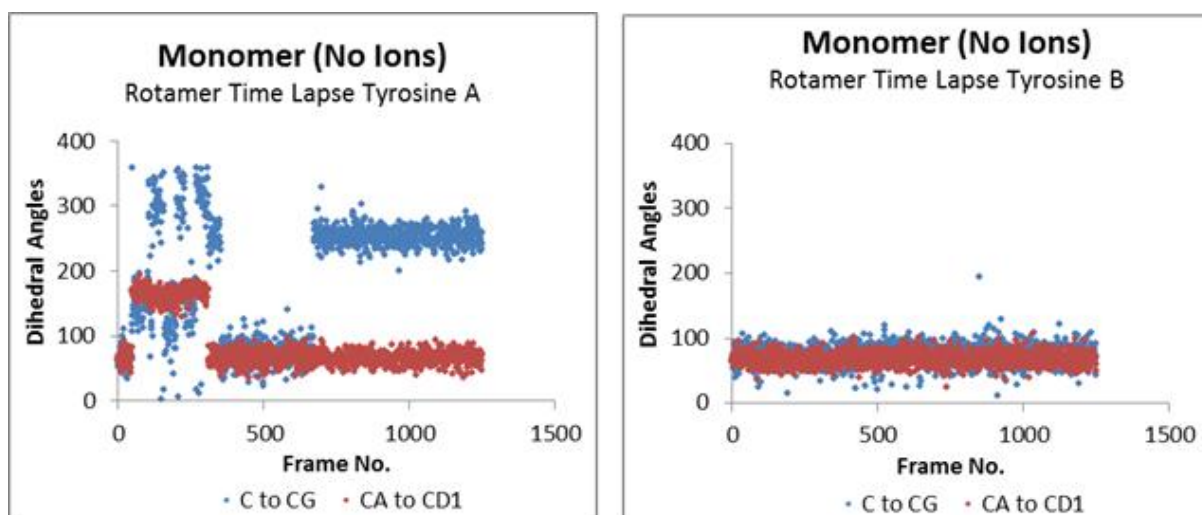 Monomer (No Ions)
Rotamer Time Lapse Tyrosine A
Dihedral Angles
400
300
200
100
0
0 500 1000 1500
Frame No.
C to CG CA to CD1
Monomer (No Ions)
Rotamer Time Lapse Tyrosine B
Dihedral Angles
400
300
200
100
0
0 500 1000 1500
Frame No.
C to CG CA to CD1